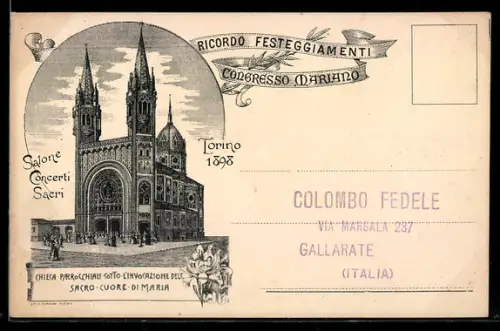 RICORDO FESTEGGIAMENTI
CONGRESSO MARIANO
Salone
Concerti
Sacri
Torino
1898
CHIESA PARROCCHIALE SOTTO L'INVOCAZIONE DEL
SACRO-CUORE-DI MARIA
COLOMBO FEDELE
VIA MARSALA 237
GALLARATE
(ITALIA)